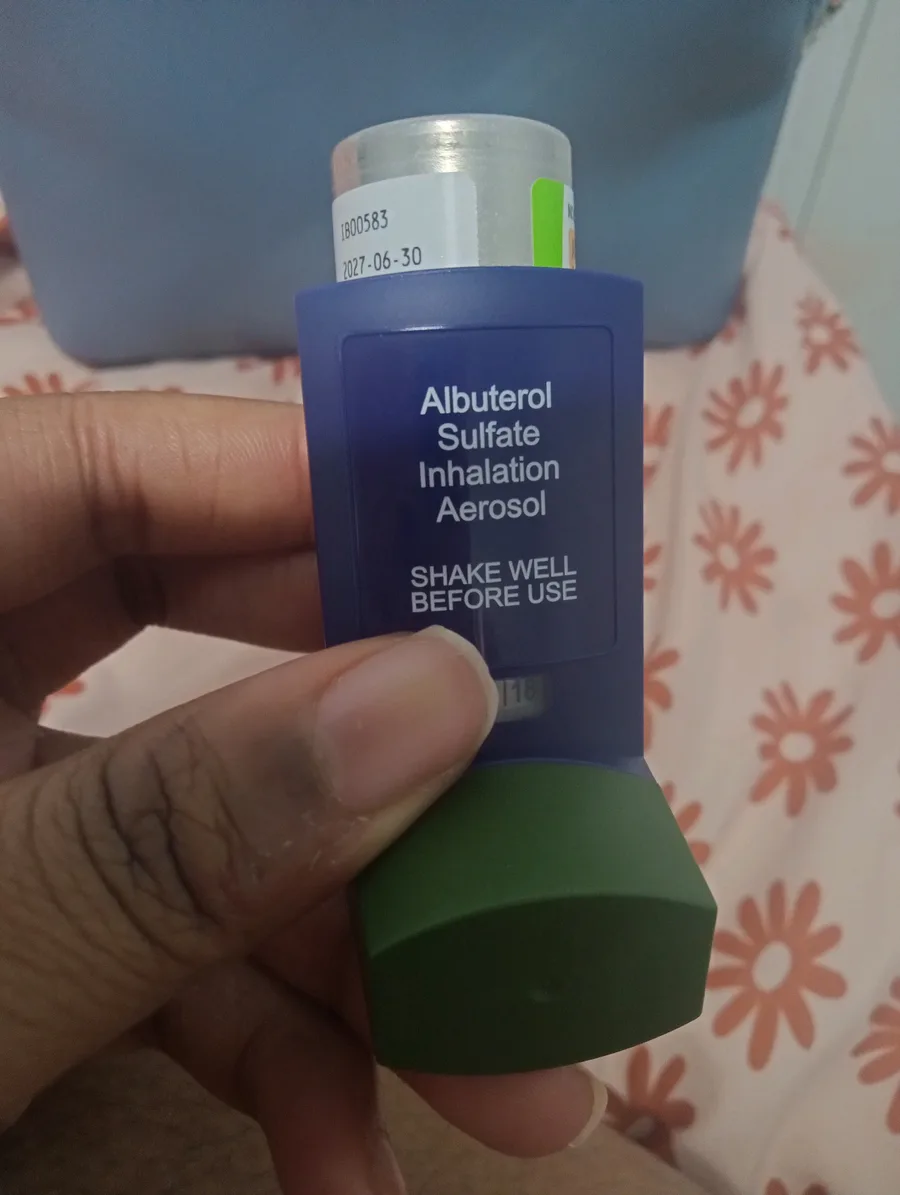 IB00583
2027-06-30
Albuterol
Sulfate
Inhalation
Aerosol
SHAKE WELL
BEFORE USE